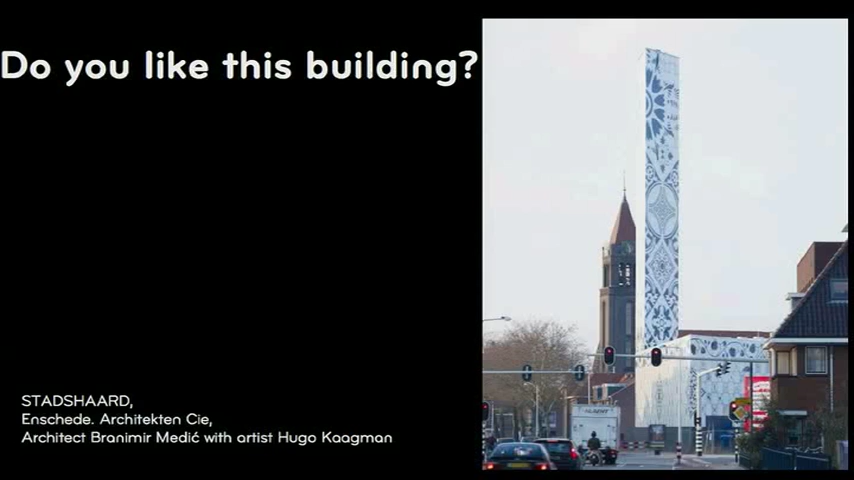 Do you like this building?
STADSHAARD,
Enschede. Architekten Cie,
Architect Branimir Medić with artist Hugo Kaagman